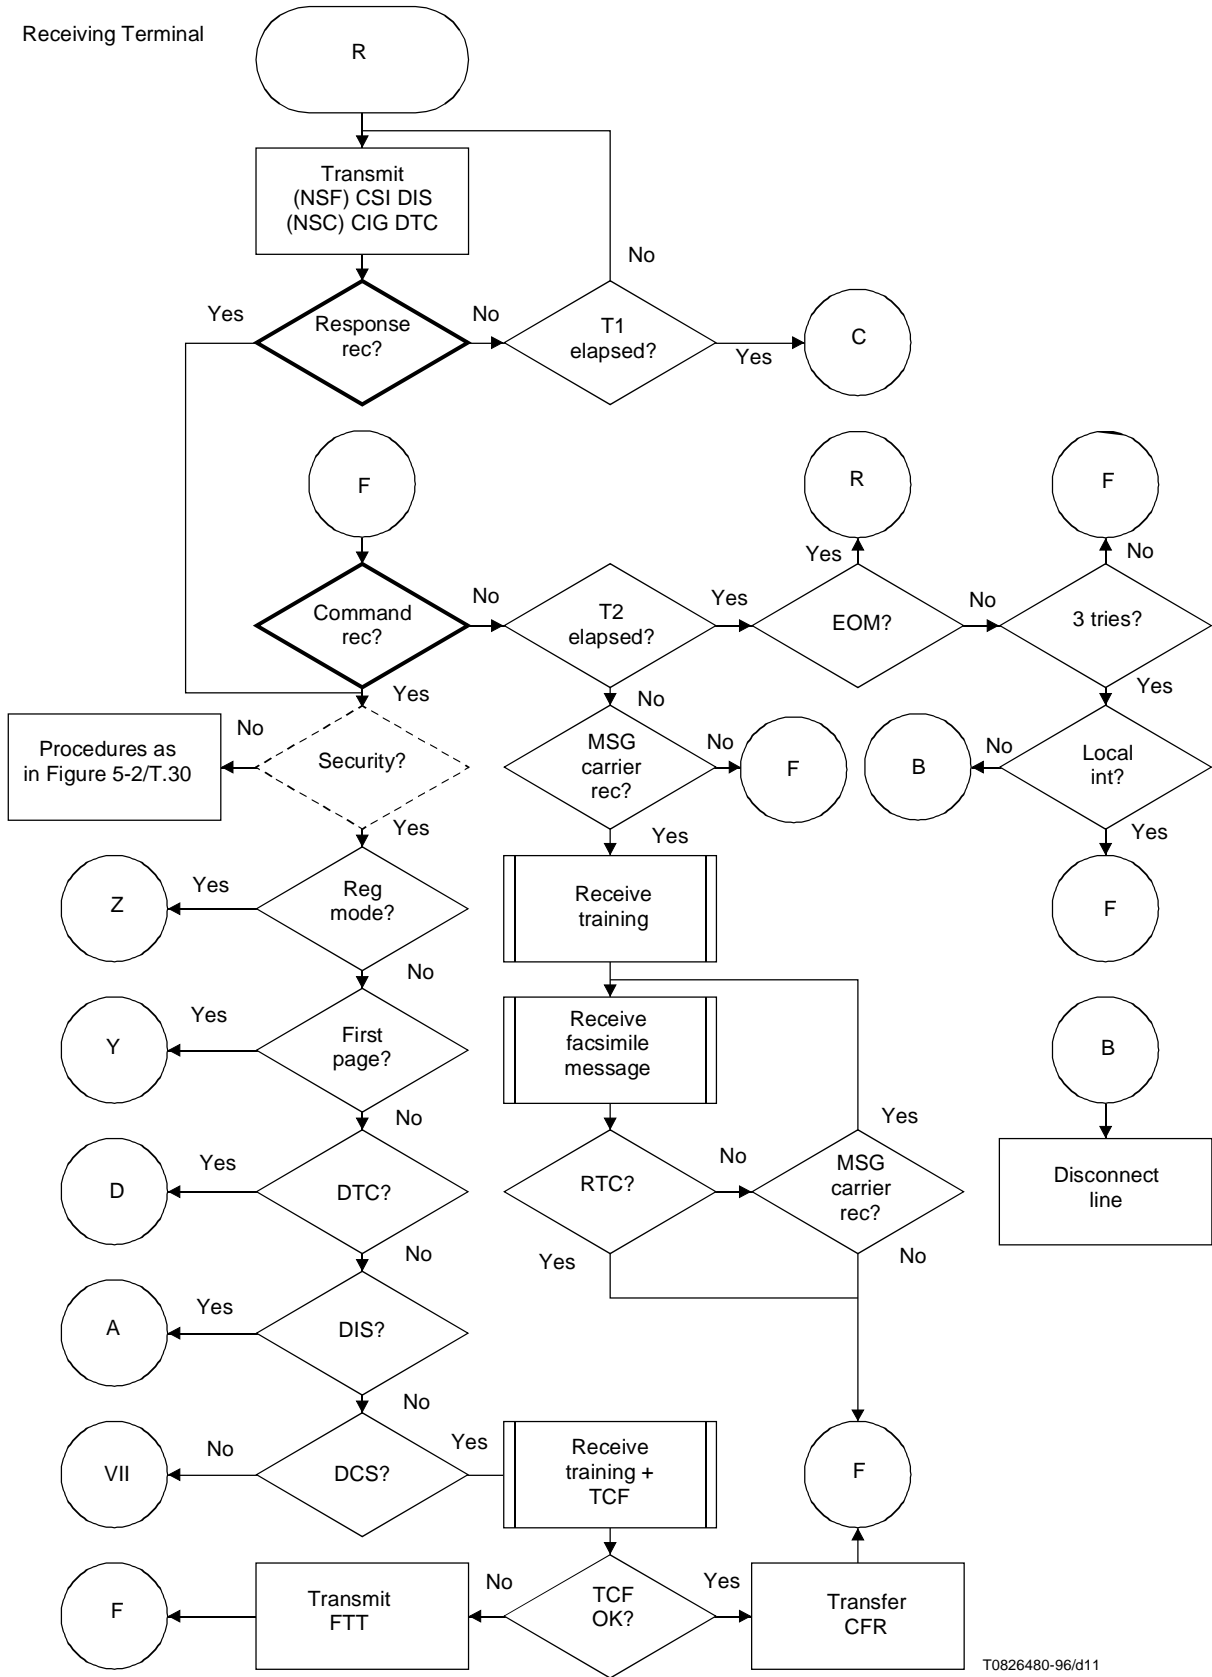 Receiving Terminal
R
Transmit
(NSF) CSI DIS
(NSC) CIG DTC
No
Yes
Response
rec?
No
T1
elapsed?
Yes
C
F
R
F
Yes
No
Command
rec?
No
T2
elapsed?
Yes
EOM?
No
3 tries?
Yes
No
Yes
No
Procedures as
in Figure 5-2/T.30
Security?
MSG
carrier
rec?
No
F
B
No
Local
int?
Yes
Yes
Yes
Z
Yes
Reg
mode?
Receive
training
F
No
Y
Yes
First
page?
Receive
facsimile
message
B
No
Yes
D
Yes
DTC?
RTC?
No
MSG
carrier
rec?
Disconnect
line
No
Yes
No
A
Yes
DIS?
No
VII
No
DCS?
Yes
Receive
training +
TCF
F
F
Transmit
FTT
No
TCF
OK?
Yes
Transfer
CFR
T0826480-96/d11